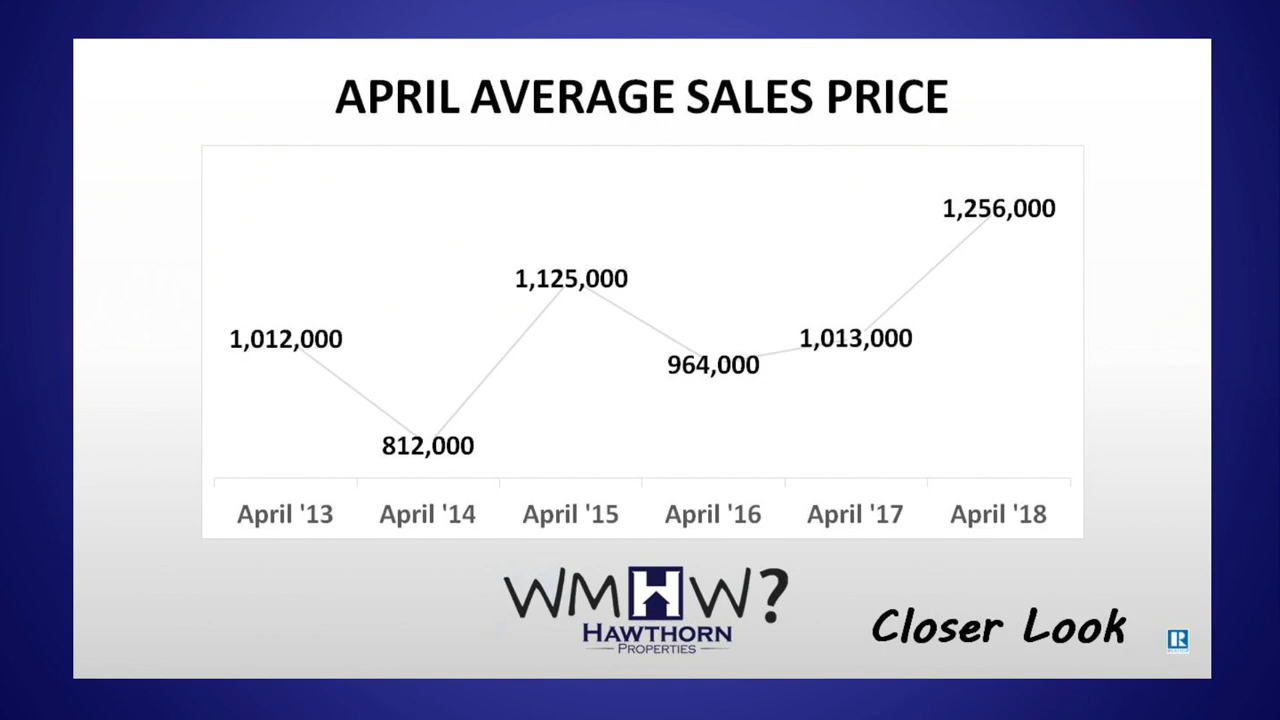 APRIL AVERAGE SALES PRICE
1,256,000
1,125,000
1,012,000
1,013,000
964,000
812,000
April '13 April '14 April '15 April '16 April '17 April '18
WMHW?
HAWTHORN
PROPERTIES
Closer Look
R